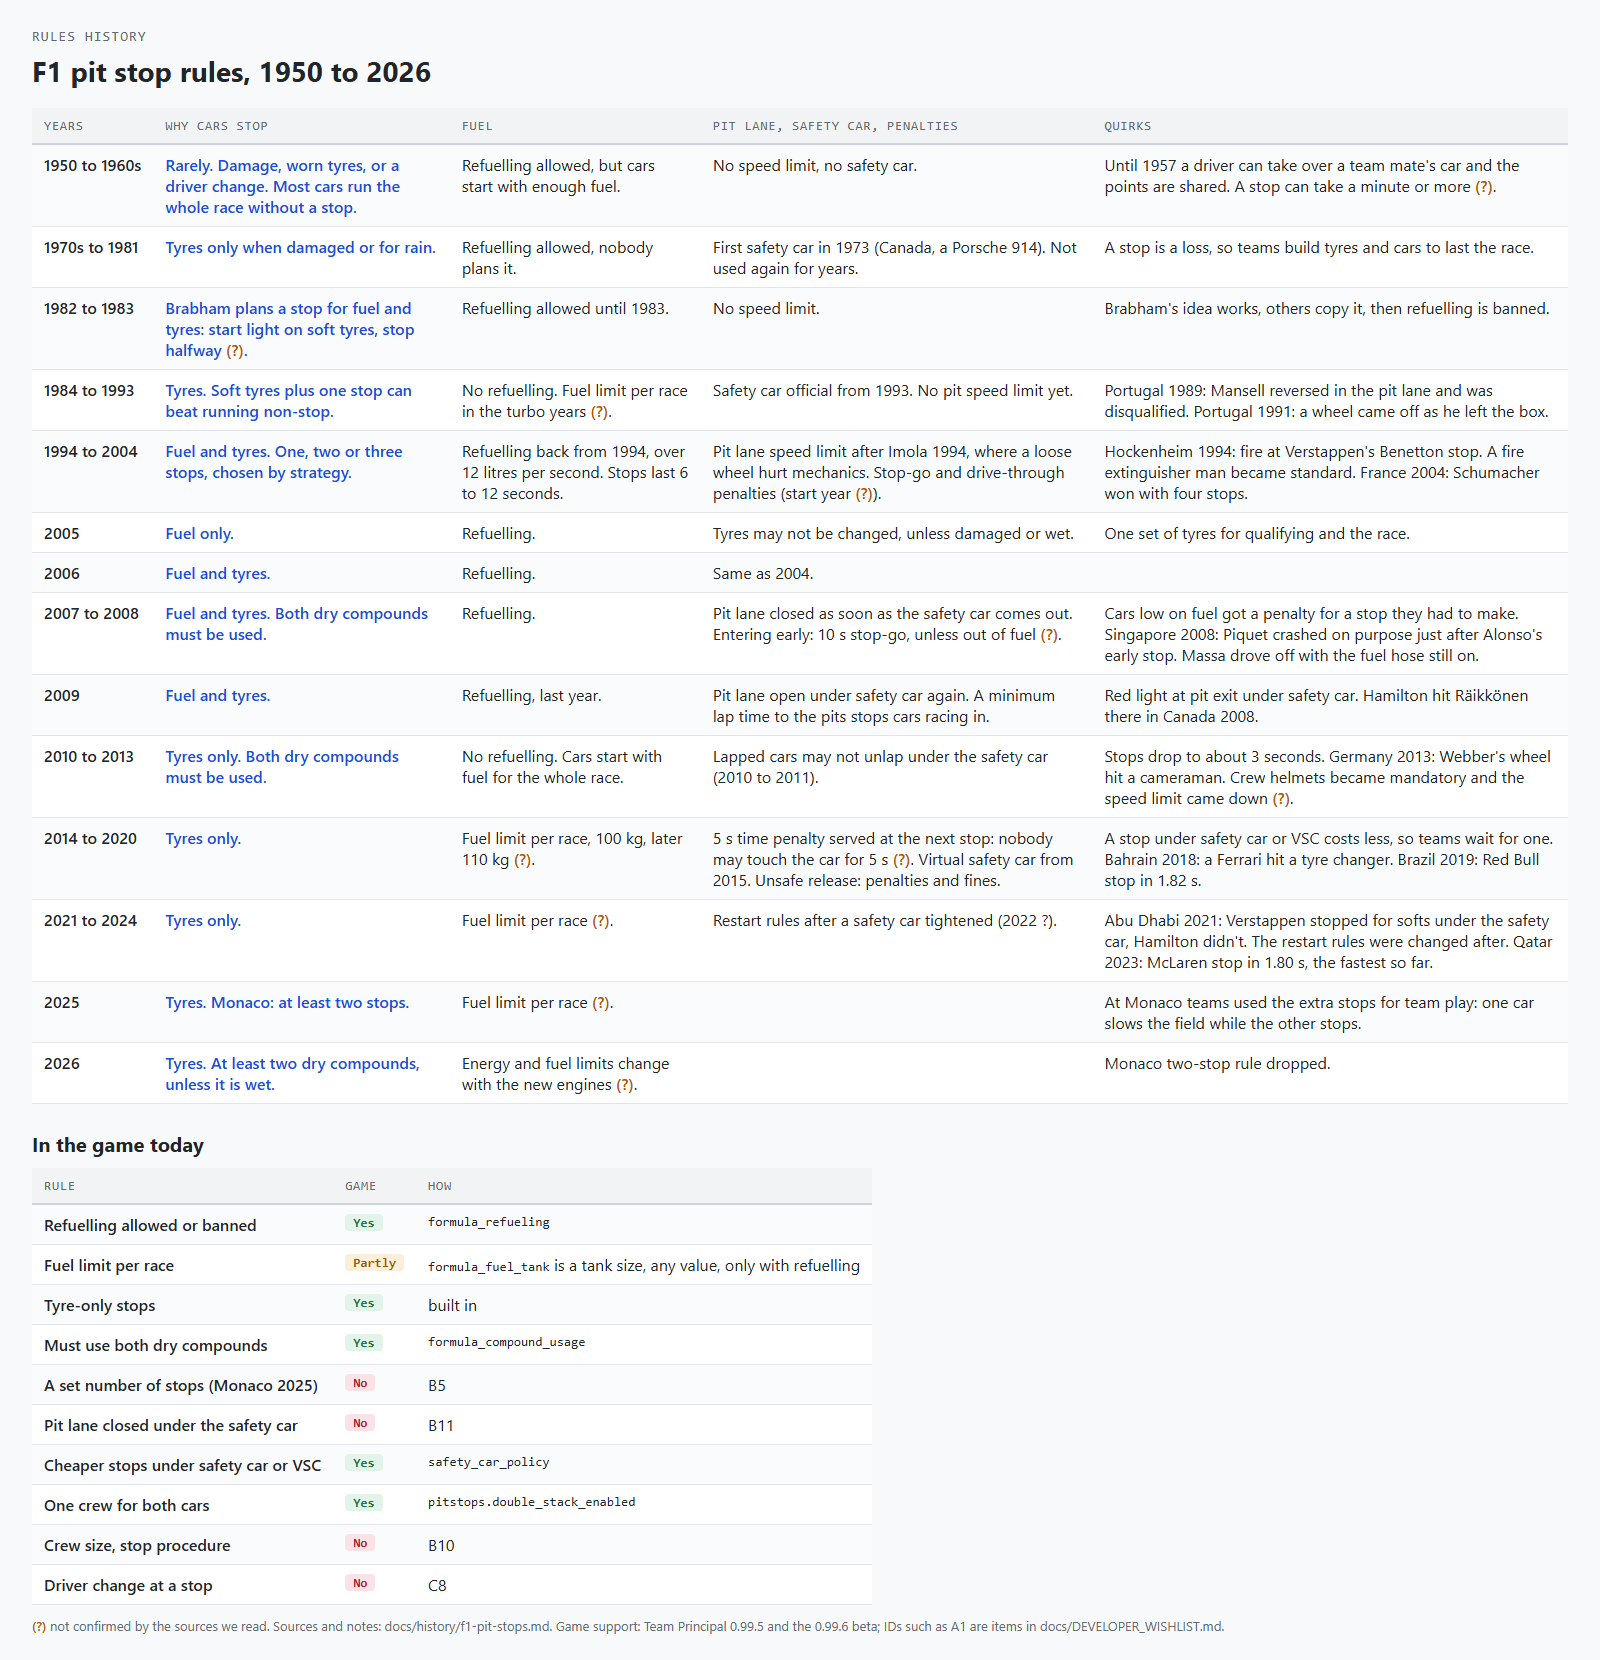 RULES HISTORY
F1 pit stop rules, 1950 to 2026
YEARS WHY CARS STOP FUEL PIT LANE, SAFETY CAR, PENALTIES QUIRKS
1950 to 1960s Rarely. Damage, worn tyres, or a Refuelling allowed, but cars No speed limit, no safety car. Until 1957 a driver can take over a team mate's car and the
driver change. Most cars run the start with enough fuel. points are shared. A stop can take a minute or more (?).
whole race without a stop.
1970s to 1981 Tyres only when damaged or for rain. Refuelling allowed, nobody First safety car in 1973 (Canada, a Porsche 914). Not A stop is a loss, so teams build tyres and cars to last the race.
plans it. used again for years.
1982 to 1983 Brabham plans a stop for fuel and Refuelling allowed until 1983. No speed limit. Brabham's idea works, others copy it, then refuelling is banned.
tyres: start light on soft tyres, stop
halfway (?).
1984 to 1993 Tyres. Soft tyres plus one stop can No refuelling. Fuel limit per race Safety car official from 1993. No pit speed limit yet. Portugal 1989: Mansell reversed in the pit lane and was
beat running non-stop. in the turbo years (?). disqualified. Portugal 1991: a wheel came off as he left the box.
1994 to 2004 Fuel and tyres. One, two or three Refuelling back from 1994, over Pit lane speed limit after Imola 1994, where a loose Hockenheim 1994: fire at Verstappen's Benetton stop. A fire
stops, chosen by strategy. 12 litres per second. Stops last 6 wheel hurt mechanics. Stop-go and drive-through extinguisher man became standard. France 2004: Schumacher
to 12 seconds. penalties (start year (?)). won with four stops.
2005 Fuel only. Refuelling. Tyres may not be changed, unless damaged or wet. One set of tyres for qualifying and the race.
2006 Fuel and tyres. Refuelling. Same as 2004.
2007 to 2008 Fuel and tyres. Both dry compounds Refuelling. Pit lane closed as soon as the safety car comes out. Cars low on fuel got a penalty for a stop they had to make.
must be used. Entering early: 10 s stop-go, unless out of fuel (?). Singapore 2008: Piquet crashed on purpose just after Alonso's
early stop. Massa drove off with the fuel hose still on.
2009 Fuel and tyres. Refuelling, last year. Pit lane open under safety car again. A minimum Red light at pit exit under safety car. Hamilton hit Räikkönen
lap time to the pits stops cars racing in. there in Canada 2008.
2010 to 2013 Tyres only. Both dry compounds No refuelling. Cars start with Lapped cars may not unlap under the safety car Stops drop to about 3 seconds. Germany 2013: Webber's wheel
must be used. fuel for the whole race. (2010 to 2011). hit a cameraman. Crew helmets became mandatory and the
speed limit came down (?).
2014 to 2020 Tyres only. Fuel limit per race, 100 kg, later 5 s time penalty served at the next stop: nobody A stop under safety car or VSC costs less, so teams wait for one.
110 kg (?). may touch the car for 5 s (?). Virtual safety car from Bahrain 2018: a Ferrari hit a tyre changer. Brazil 2019: Red Bull
2015. Unsafe release: penalties and fines. stop in 1.82 s.
2021 to 2024 Tyres only. Fuel limit per race (?). Restart rules after a safety car tightened (2022 ?). Abu Dhabi 2021: Verstappen stopped for softs under the safety
car, Hamilton didn't. The restart rules were changed after. Qatar
2023: McLaren stop in 1.80 s, the fastest so far.
2025 Tyres. Monaco: at least two stops. Fuel limit per race (?). At Monaco teams used the extra stops for team play: one car
slows the field while the other stops.
2026 Tyres. At least two dry compounds, Energy and fuel limits change Monaco two-stop rule dropped.
unless it is wet. with the new engines (?).
In the game today
RULE GAME HOW
Refuelling allowed or banned Yes formula_refueling
Fuel limit per race Partly formula_fuel_tank is a tank size, any value, only with refuelling
Tyre-only stops Yes built in
Must use both dry compounds Yes formula_compound_usage
A set number of stops (Monaco 2025) No B5
Pit lane closed under the safety car No B11
Cheaper stops under safety car or VSC Yes safety_car_policy
One crew for both cars Yes pitstops.double_stack_enabled
Crew size, stop procedure No B10
Driver change at a stop No C8
(?) not confirmed by the sources we read. Sources and notes: docs/history/f1-pit-stops.md. Game support: Team Principal 0.99.5 and the 0.99.6 beta; IDs such as A1 are items in docs/DEVELOPER_WISHLIST.md.